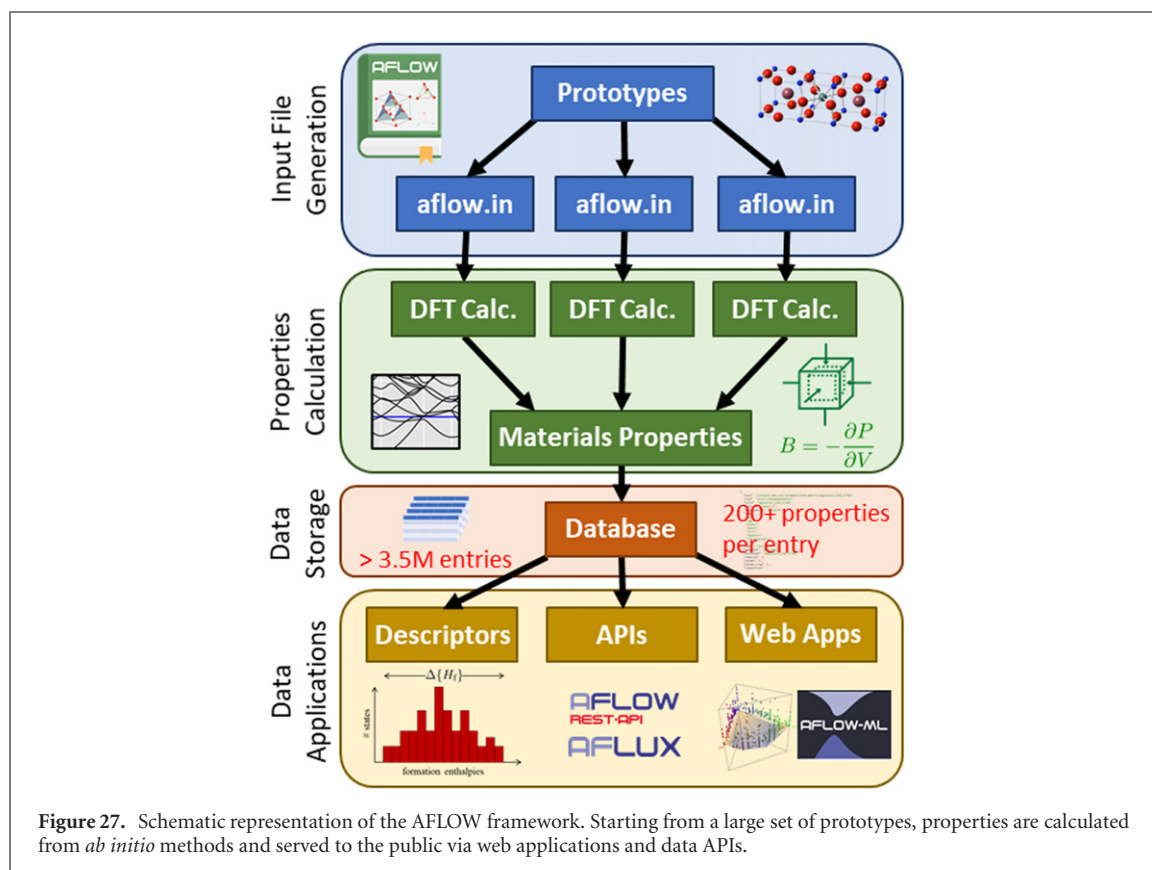 Input File
Generation
AFLOW
Prototypes
aflow.in
aflow.in
aflow.in
Properties
Calculation
DFT Calc.
DFT Calc.
DFT Calc.
Materials Properties
B = −∂P/∂V
Data
Storage
> 3.5M entries
Database
200+ properties
per entry
Data
Applications
Descriptors
APIs
Web Apps
Δ{H_f}
# states
formation enthalpies
AFLOW
REST-API
AFLUX
AFLOW-ML
Figure 27. Schematic representation of the AFLOW framework. Starting from a large set of prototypes, properties are calculated
from ab initio methods and served to the public via web applications and data APIs.